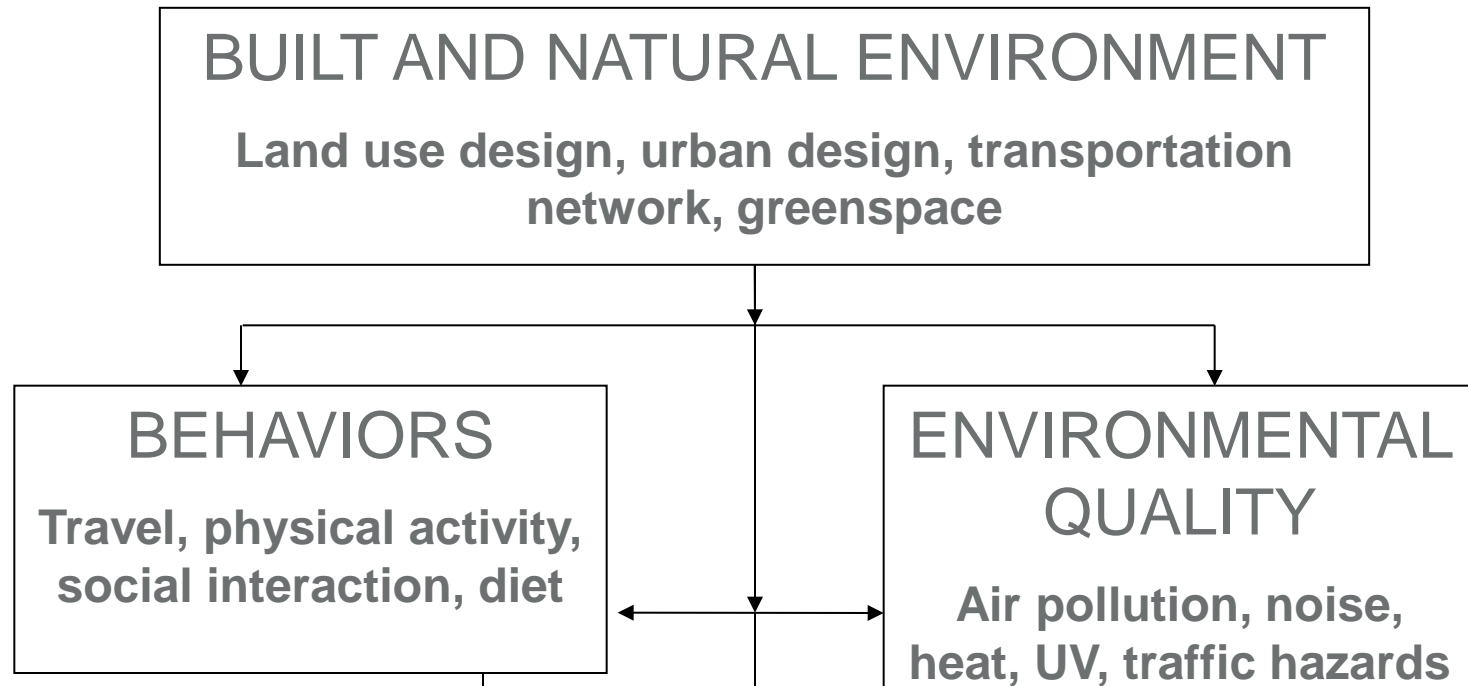 BUILT AND NATURAL ENVIRONMENT
Land use design, urban design, transportation
network, greenspace
BEHAVIORS
Travel, physical activity,
social interaction, diet
ENVIRONMENTAL
QUALITY
Air pollution, noise,
heat, UV, traffic hazards